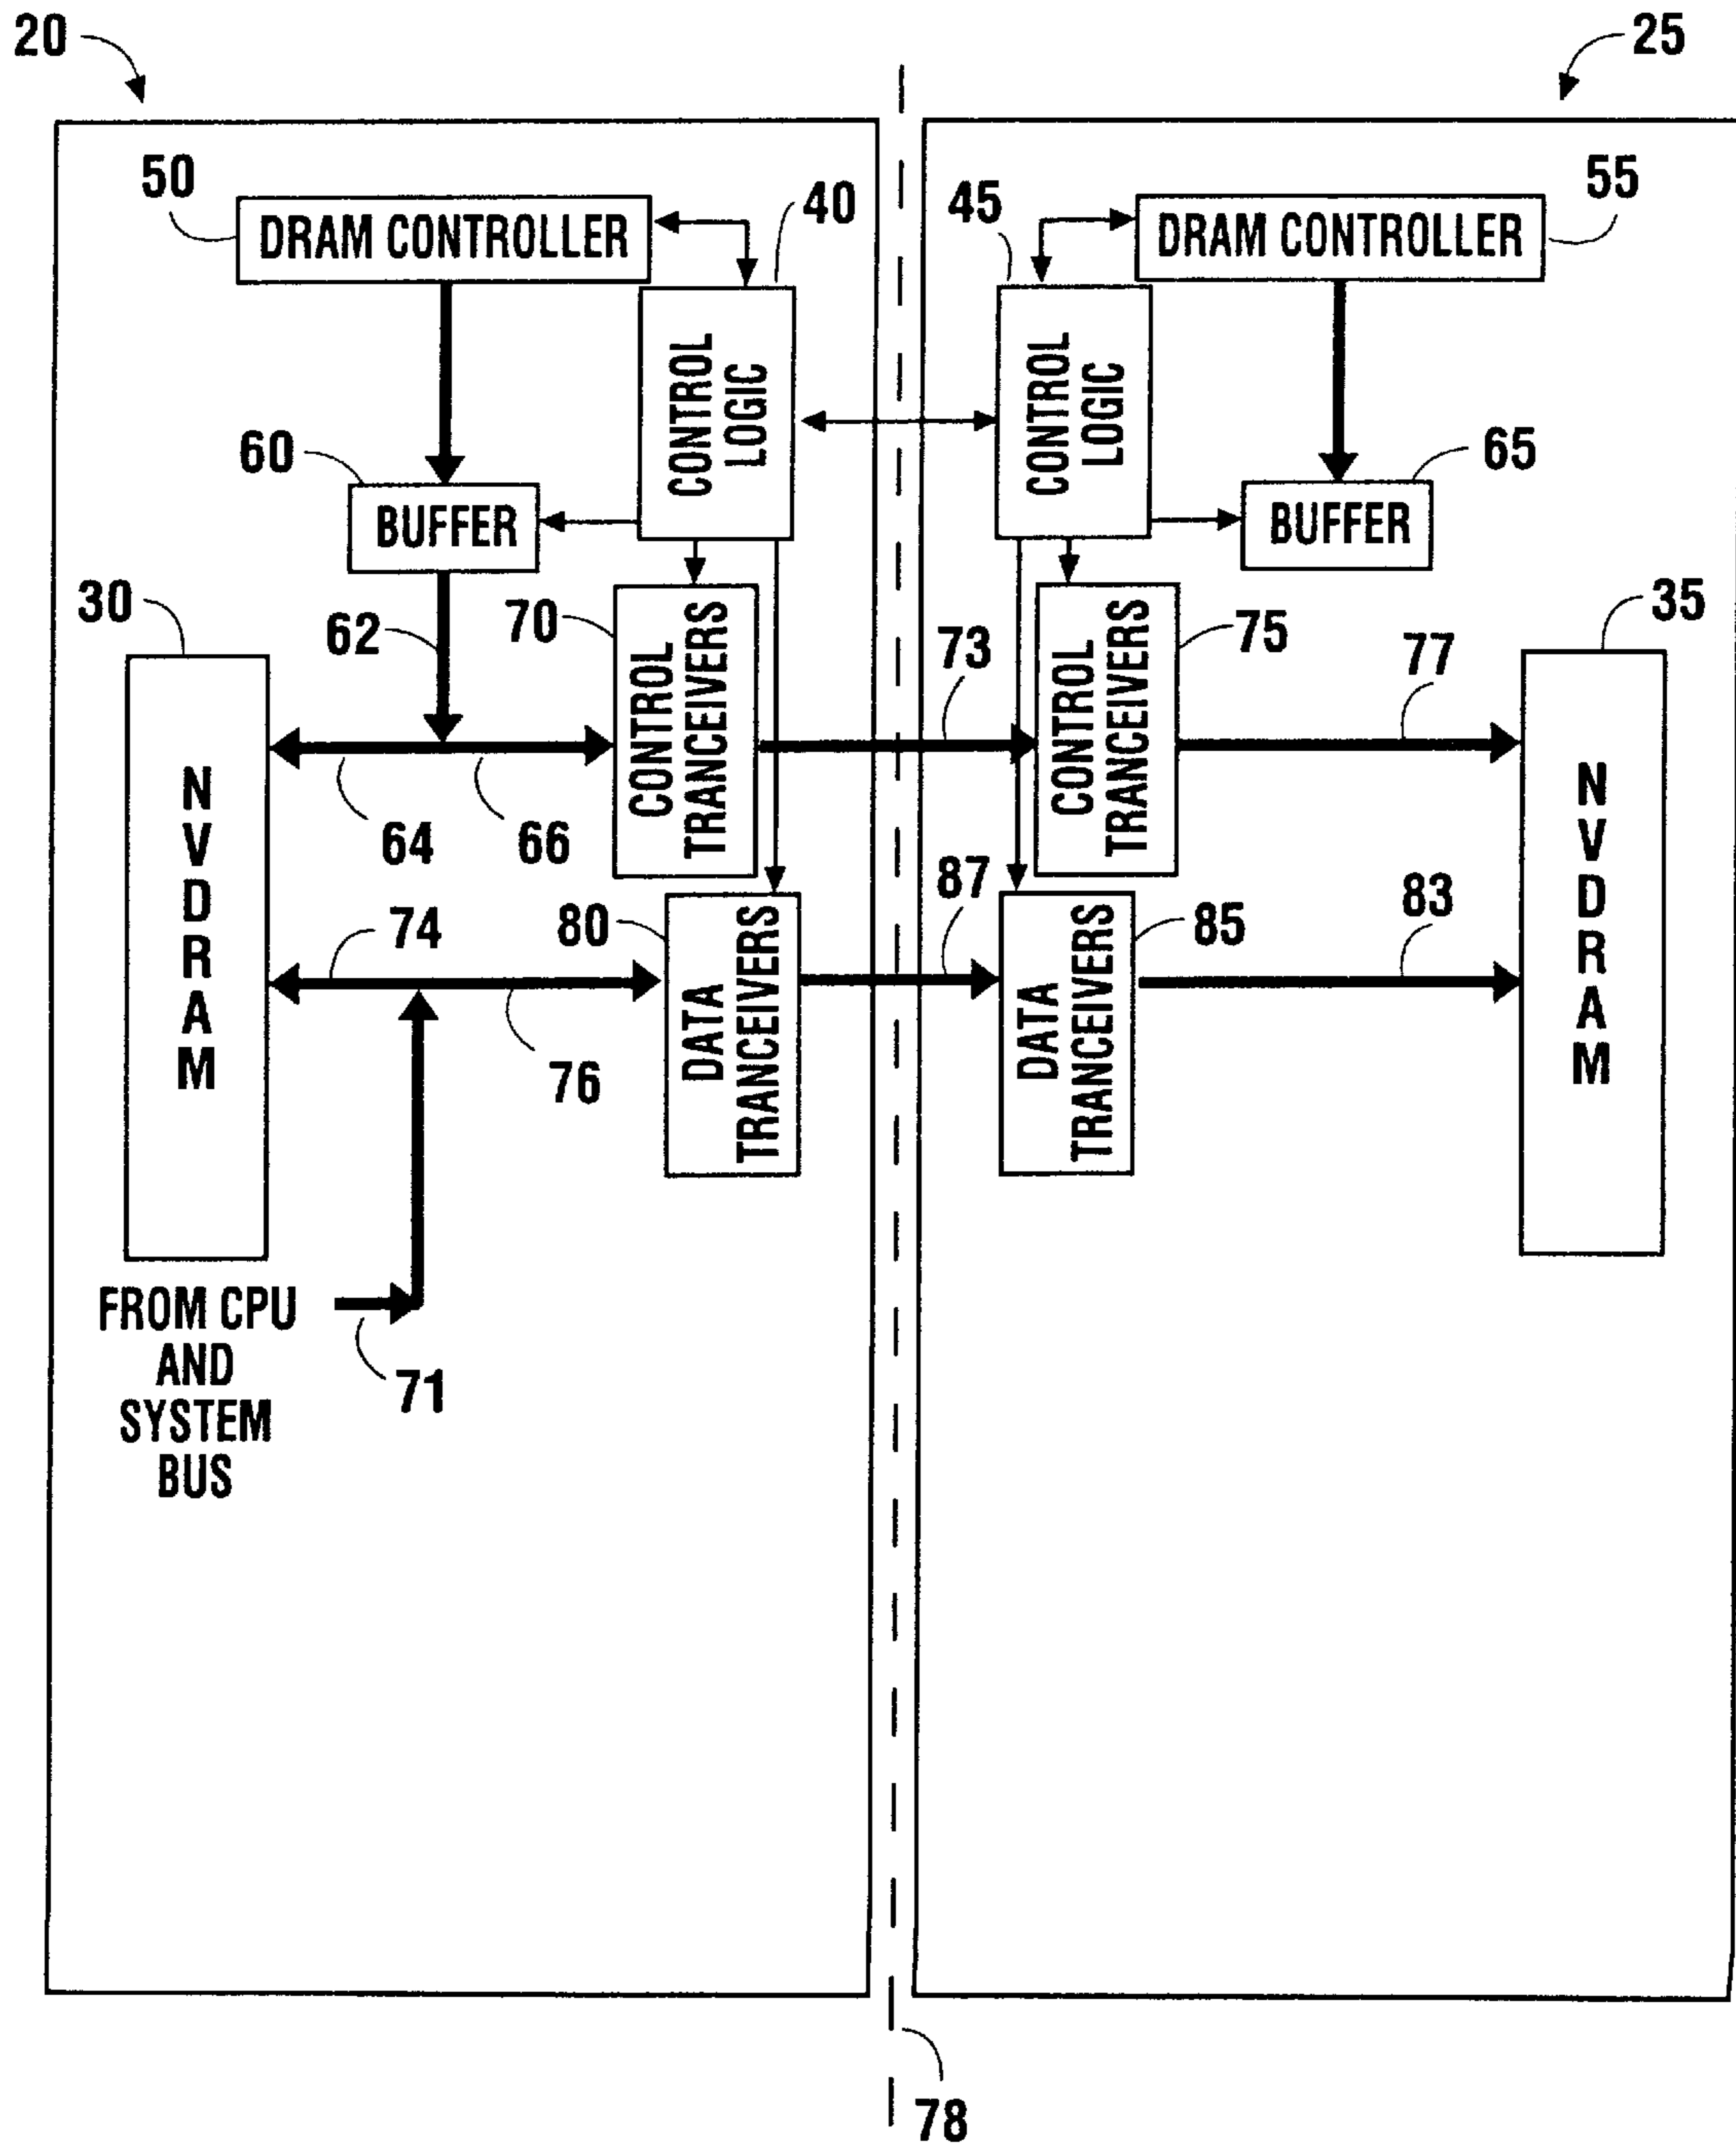 20
25
50
DRAM CONTROLLER
40
45
DRAM CONTROLLER
55
CONTROL
LOGIC
CONTROL
LOGIC
60
BUFFER
65
BUFFER
30
62
70
CONTROL
TRANCEIVERS
73
CONTROL
TRANCEIVERS
75
77
35
NVDRAM
64
66
NVDRAM
74
76
80
DATA
TRANCEIVERS
87
DATA
TRANCEIVERS
85
83
FROM CPU
AND
SYSTEM
BUS
71
78